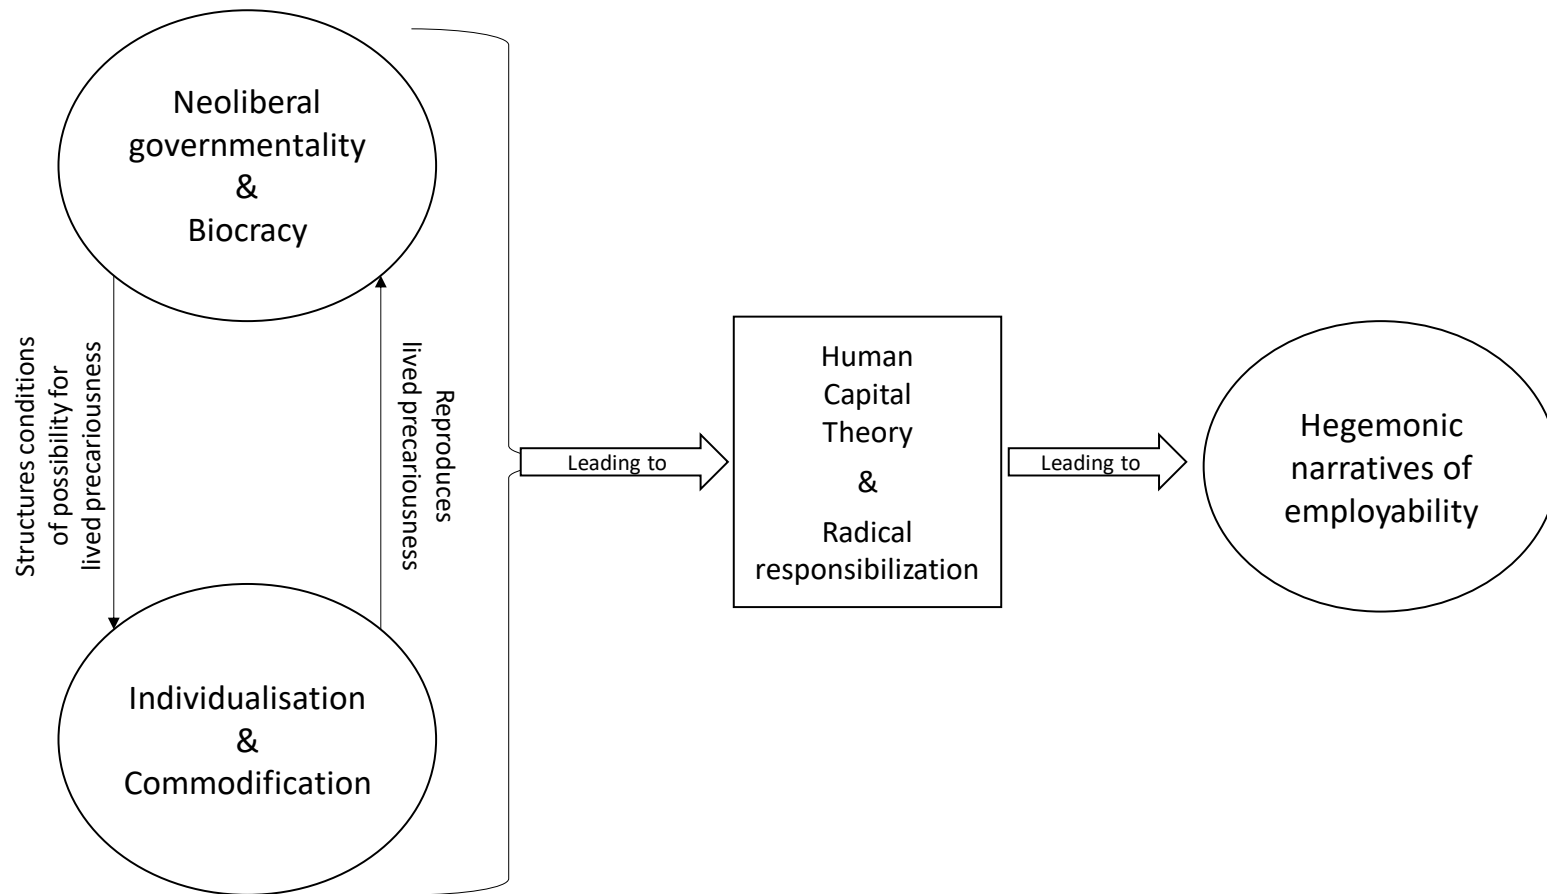 Neoliberal
governmentality
&
Biocracy
Structures conditions
of possibility for
lived precariousness
Reproduces
lived precariousness
Individualisation
&
Commodification
Leading to
Human
Capital
Theory
&
Radical
responsibilization
Leading to
Hegemonic
narratives of
employability